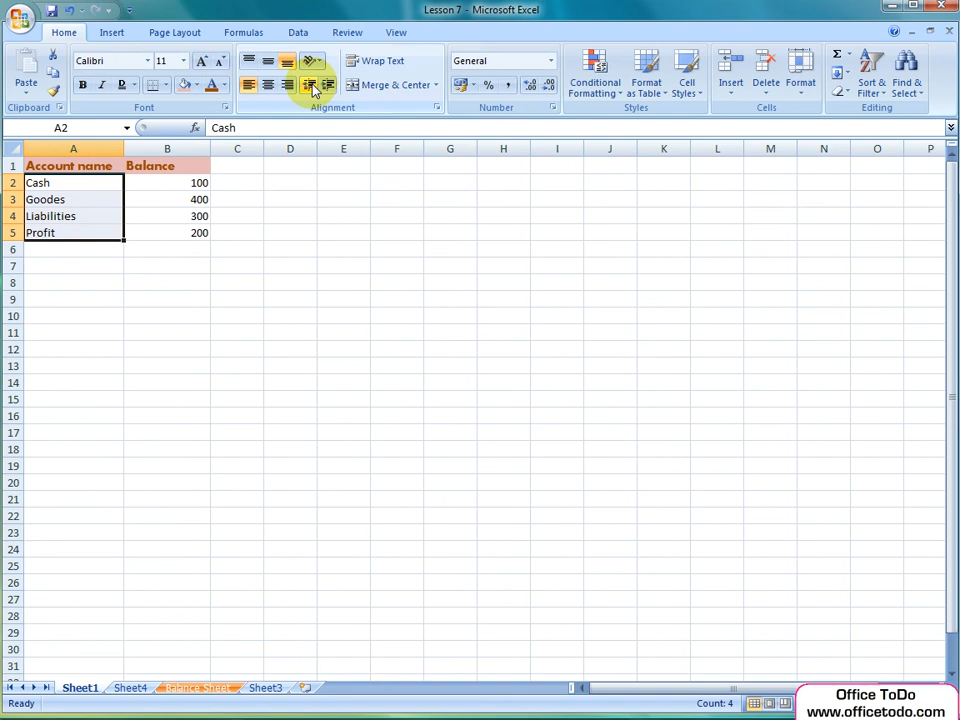 Lesson 7 - Microsoft Excel
Home Insert Page Layout Formulas Data Review View
Paste Calibri 11 Wrap Text General Conditional Formatting Format as Table Cell Styles Insert Delete Format Sort & Filter Find & Select
B I U A Merge & Center % ,
Clipboard Font Alignment Number Styles Cells Editing
A2 fx Cash
A B C D E F G H I J K L M N O P
1 Account name Balance
2 Cash 100
3 Goodes 400
4 Liabilities 300
5 Profit 200
6
7
8
9
10
11
12
13
14
15
16
17
18
19
20
21
22
23
24
25
26
27
28
29
30
31
Sheet1 Sheet4 Balance Sheet Sheet3
Ready Count: 4
Office ToDo
www.officetodo.com